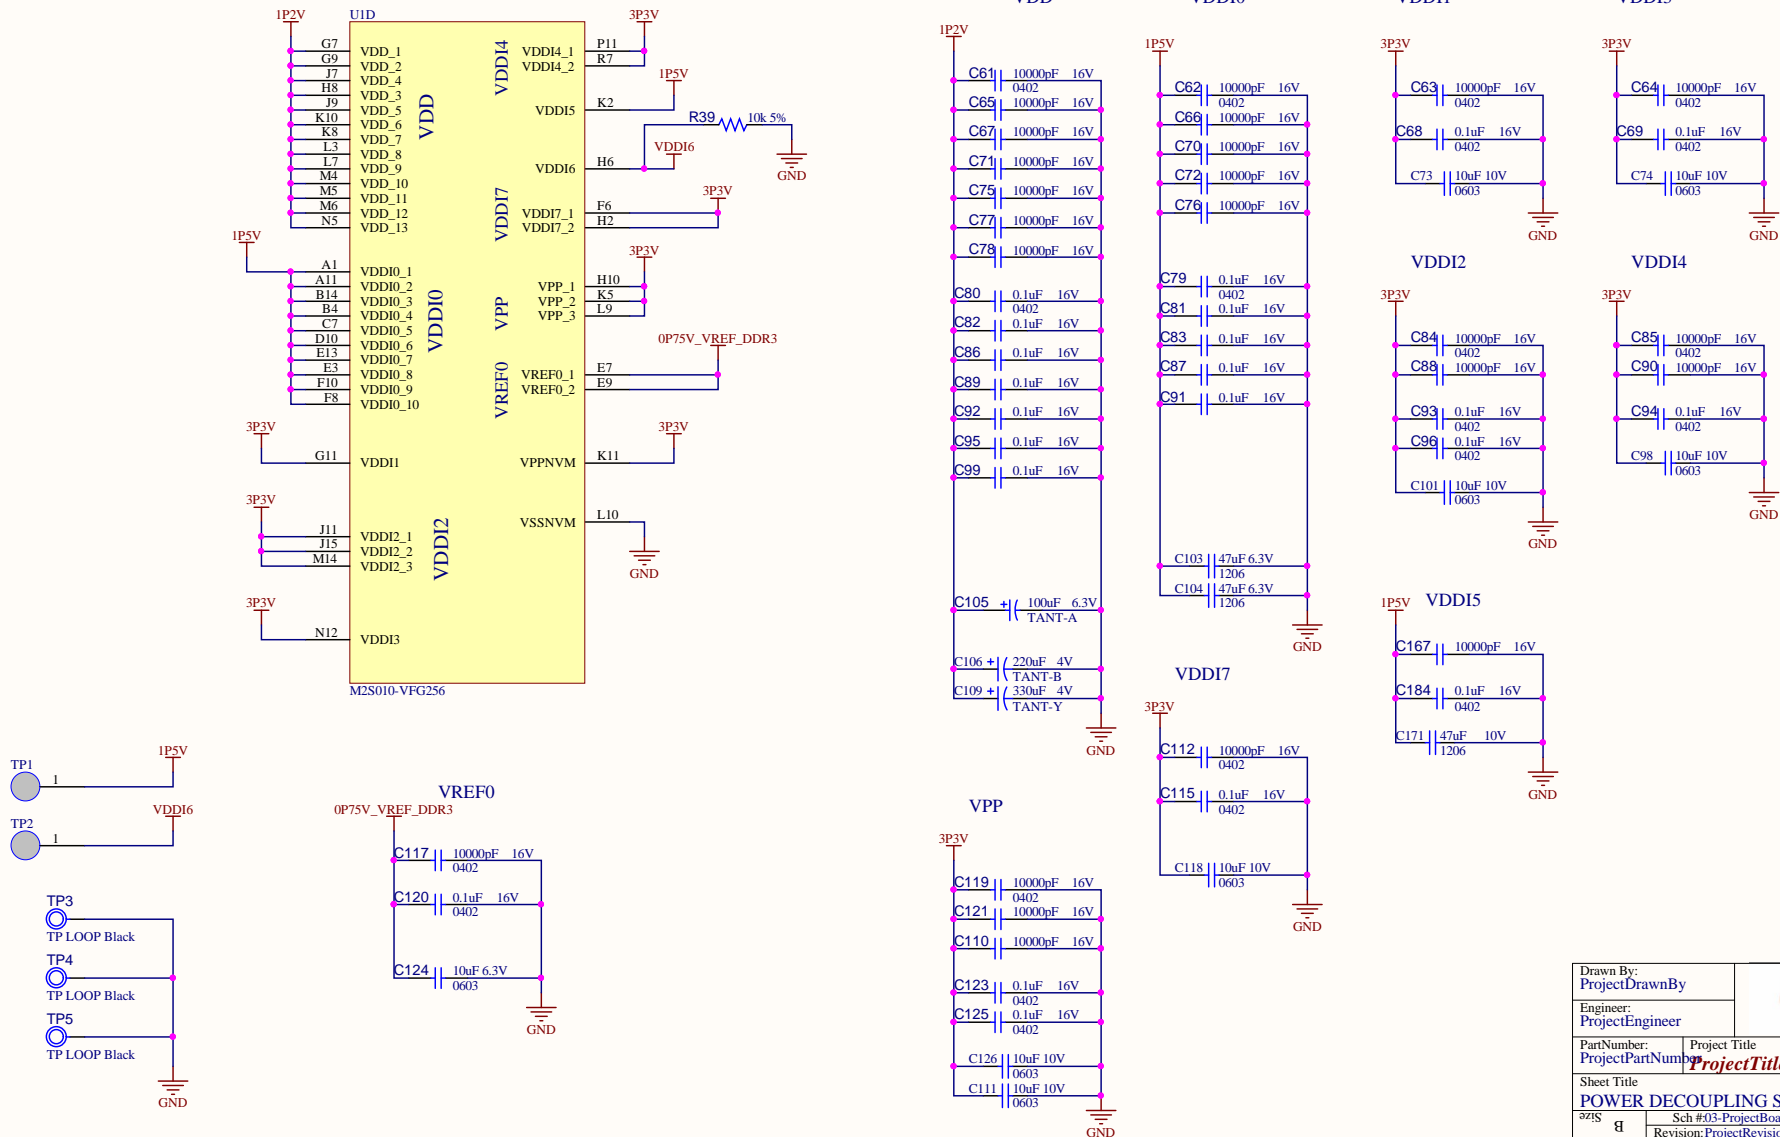 1P2V
U1D
G7 VDD_1
G9 VDD_2
J7 VDD_4
H8 VDD_3
J9 VDD_5
K10 VDD_6
K8 VDD_7
L3 VDD_8
L7 VDD_9
M4 VDD_10
M5 VDD_11
M6 VDD_12
N5 VDD_13
VDD
1P5V
A1 VDDI0_1
A11 VDDI0_2
B14 VDDI0_3
B4 VDDI0_4
C7 VDDI0_5
D10 VDDI0_6
E13 VDDI0_7
E3 VDDI0_8
F10 VDDI0_9
F8 VDDI0_10
VDDI0
3P3V
G11 VDDI1
3P3V
J11 VDDI2_1
J15 VDDI2_2
M14 VDDI2_3
VDDI2
3P3V
N12 VDDI3
M2S010-VFG256
3P3V
VDDI4
VDDI4_1 P11
VDDI4_2 R7
1P5V
VDDI5 K2
R39 10k 5%
VDDI6
VDDI6 H6
GND
VDDI7
3P3V
VDDI7_1 F6
VDDI7_2 H2
3P3V
VPP
VPP_1 H10
VPP_2 K5
VPP_3 L9
0P75V_VREF_DDR3
VREF0
VREF0_1 E7
VREF0_2 E9
3P3V
VPPNVM K11
VSSNVM L10
GND
TP1
1
1P5V
TP2
1
VDDI6
TP3
TP LOOP Black
TP4
TP LOOP Black
TP5
TP LOOP Black
GND
VREF0
0P75V_VREF_DDR3
C117 10000pF 16V
0402
C120 0.1uF 16V
0402
C124 10uF 6.3V
0603
GND
VDD
1P2V
C61 10000pF 16V
0402
C65 10000pF 16V
C67 10000pF 16V
C71 10000pF 16V
C75 10000pF 16V
C77 10000pF 16V
C78 10000pF 16V
C80 0.1uF 16V
0402
C82 0.1uF 16V
C86 0.1uF 16V
C89 0.1uF 16V
C92 0.1uF 16V
C95 0.1uF 16V
C99 0.1uF 16V
C105 + 100uF 6.3V
TANT-A
C106 + 220uF 4V
TANT-B
C109 + 330uF 4V
TANT-Y
GND
VPP
3P3V
C119 10000pF 16V
0402
C121 10000pF 16V
C110 10000pF 16V
C123 0.1uF 16V
0402
C125 0.1uF 16V
0402
C126 10uF 10V
0603
C111 10uF 10V
0603
GND
1P5V
C62 10000pF 16V
0402
C66 10000pF 16V
C70 10000pF 16V
C72 10000pF 16V
C76 10000pF 16V
C79 0.1uF 16V
0402
C81 0.1uF 16V
C83 0.1uF 16V
C87 0.1uF 16V
C91 0.1uF 16V
C103 47uF 6.3V
1206
C104 47uF 6.3V
1206
GND
VDDI7
3P3V
C112 10000pF 16V
0402
C115 0.1uF 16V
0402
C118 10uF 10V
0603
GND
3P3V
C63 10000pF 16V
0402
C68 0.1uF 16V
0402
C73 10uF 10V
0603
GND
VDDI2
3P3V
C84 10000pF 16V
0402
C88 10000pF 16V
C93 0.1uF 16V
0402
C96 0.1uF 16V
0402
C101 10uF 10V
0603
GND
VDDI5
1P5V
C167 10000pF 16V
C184 0.1uF 16V
0402
C171 47uF 10V
1206
GND
3P3V
C64 10000pF 16V
0402
C69 0.1uF 16V
0402
C74 10uF 10V
0603
GND
VDDI4
3P3V
C85 10000pF 16V
0402
C90 10000pF 16V
C94 0.1uF 16V
0402
C98 10uF 10V
0603
GND
Drawn By:
ProjectDrawnBy
Engineer:
ProjectEngineer
PartNumber:
ProjectPartNumber
Project Title
Sheet Title
POWER DECOUPLING
Size
B
Sch #:
Revision: